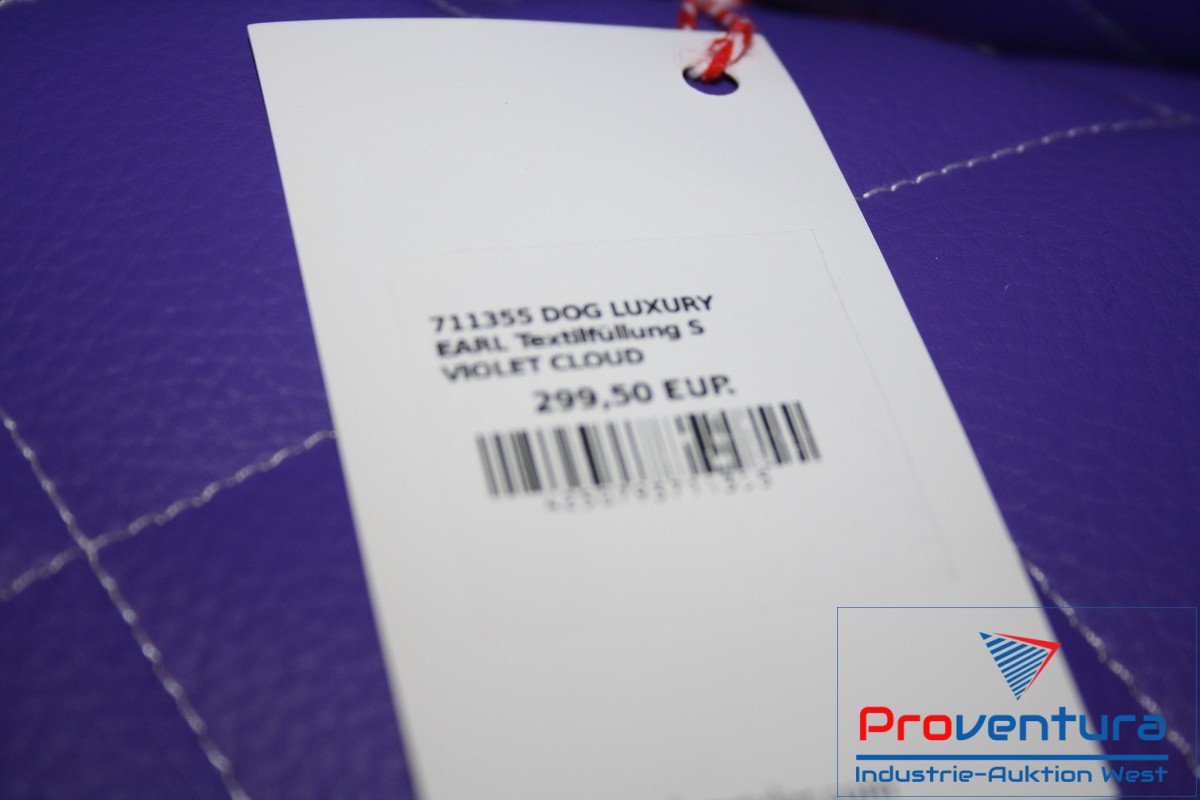 711355 DOG LUXURY
EARL Textilfüllung S
VIOLET CLOUD
299,50 EUR.
Proventura
Industrie-Auktion West